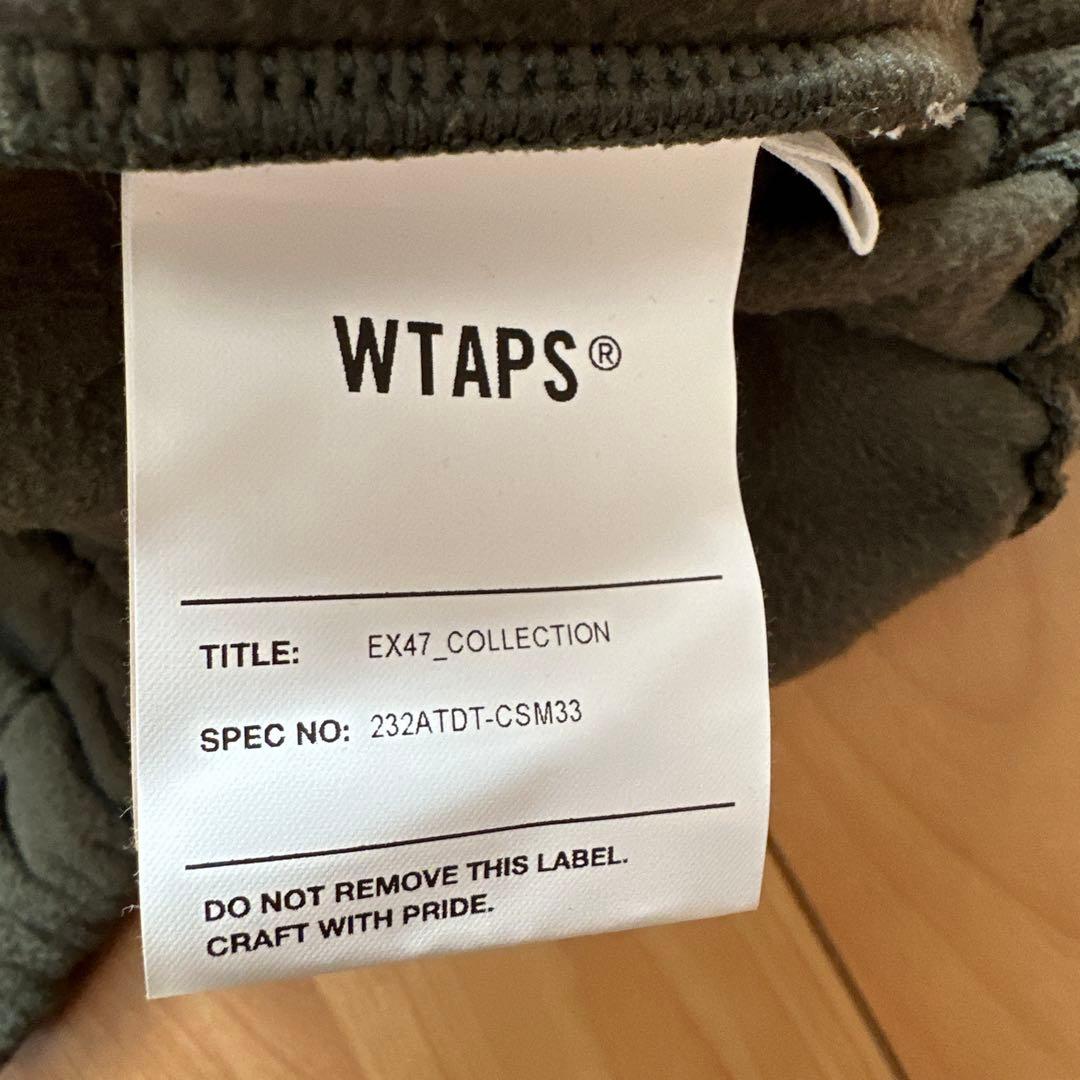 WTAPS®
TITLE: EX47_COLLECTION
SPEC NO: 232ATDT-CSM33
DO NOT REMOVE THIS LABEL.
CRAFT WITH PRIDE.